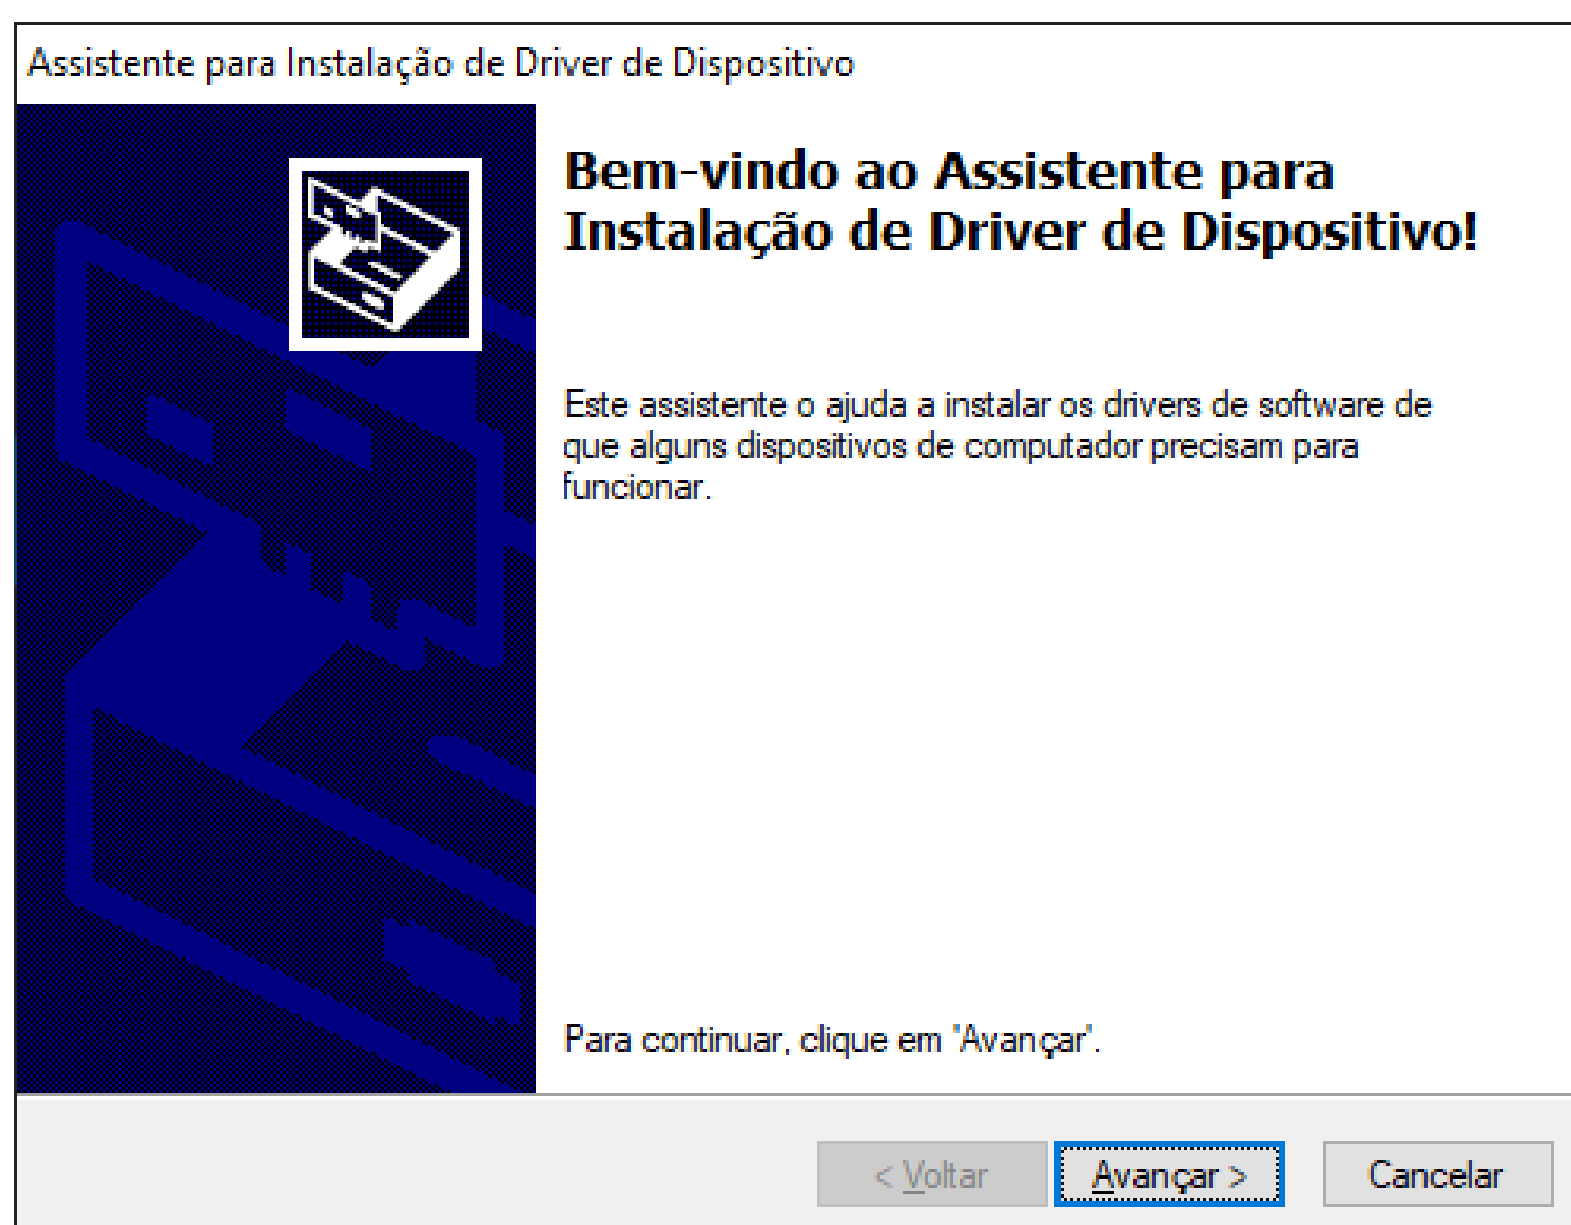 Assistente para Instalação de Driver de Dispositivo
Bem-vindo ao Assistente para
Instalação de Driver de Dispositivo!
Este assistente o ajuda a instalar os drivers de software de
que alguns dispositivos de computador precisam para
funcionar.
Para continuar, clique em 'Avançar'.
< Voltar
Avançar >
Cancelar